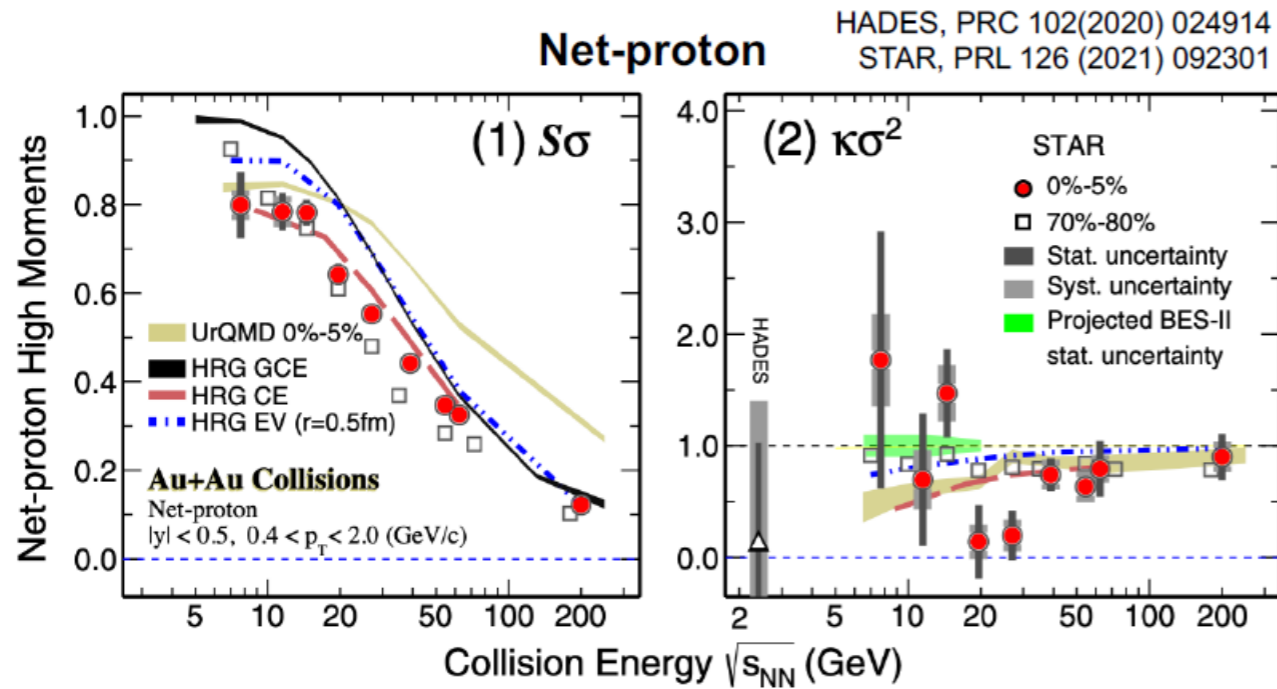 Net-proton
HADES, PRC 102(2020) 024914
STAR, PRL 126 (2021) 092301
Net-proton High Moments
1.0
0.8
0.6
0.4
0.2
0.0
(1) Sσ
UrQMD 0%-5%
HRG GCE
HRG CE
HRG EV (r=0.5fm)
Au+Au Collisions
Net-proton
|y| < 0.5, 0.4 < p_T < 2.0 (GeV/c)
5 10 20 50 100 200
4.0
3.0
2.0
1.0
0.0
(2) κσ²
STAR
0%-5%
70%-80%
Stat. uncertainty
Syst. uncertainty
Projected BES-II
stat. uncertainty
HADES
2 5 10 20 50 100 200
Collision Energy √s_NN (GeV)